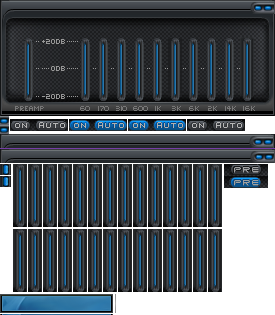 +20DB
0DB
-20DB
PREAMP 60 170 310 600 1K 3K 6K 12K 14K 16K
ON AUTO ON AUTO ON AUTO ON AUTO
PRE
PRE